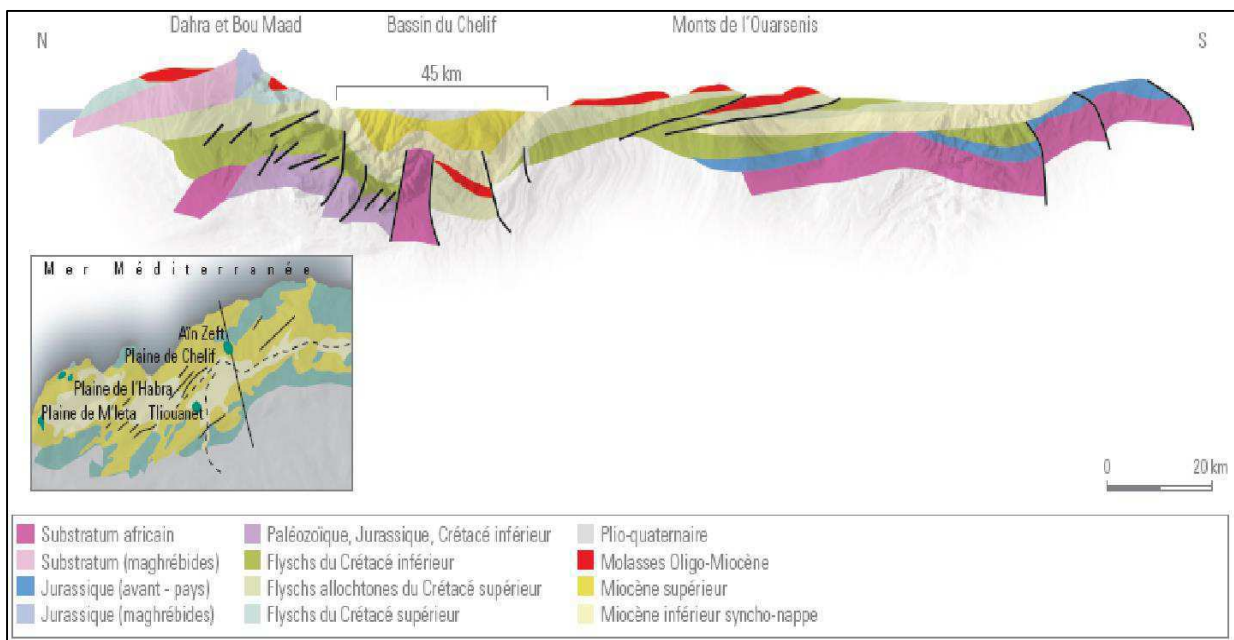 Dahra et Bou Maad Bassin du Chelif Monts de l'Ouarsenis
N S
45 km
Mer Méditerranée
Aïn Zeft
Plaine de Chelif
Plaine de l'Habra
Plaine de M'leta Tliouanet
0 20 km
Substratum africain Paléozoïque, Jurassique, Crétacé inférieur Plio-quaternaire
Substratum (maghrébides) Flyschs du Crétacé inférieur Molasses Oligo-Miocène
Jurassique (avant - pays) Flyschs allochtones du Crétacé supérieur Miocène supérieur
Jurassique (maghrébides) Flyschs du Crétacé supérieur Miocène inférieur syncho-nappe